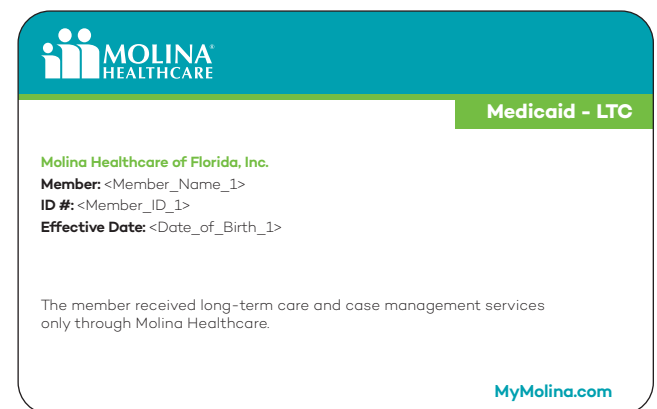 MOLINA®
HEALTHCARE
Medicaid - LTC
Molina Healthcare of Florida, Inc.
Member: <Member_Name_1>
ID #: <Member_ID_1>
Effective Date: <Date_of_Birth_1>
The member received long-term care and case management services
only through Molina Healthcare.
MyMolina.com